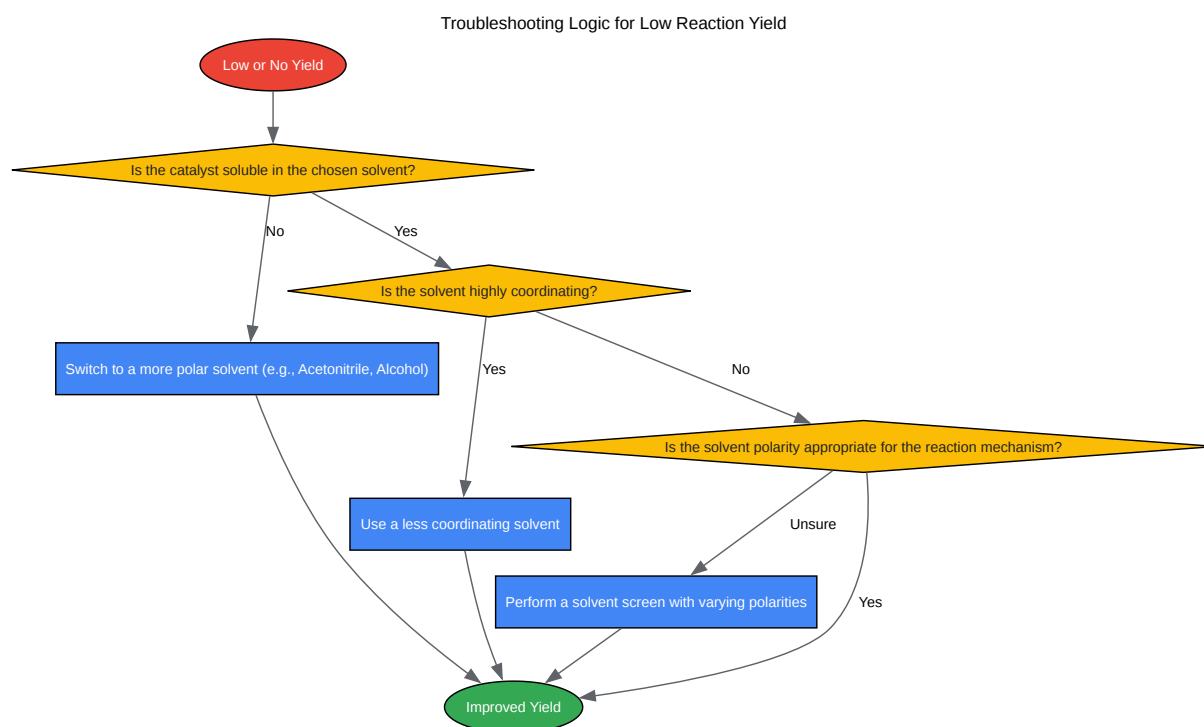 Troubleshooting Logic for Low Reaction Yield
Low or No Yield
Is the catalyst soluble in the chosen solvent?
No
Yes
Is the solvent highly coordinating?
Switch to a more polar solvent (e.g., Acetonitrile, Alcohol)
Yes
No
Is the solvent polarity appropriate for the reaction mechanism?
Use a less coordinating solvent
Unsure
Perform a solvent screen with varying polarities
Yes
Improved Yield